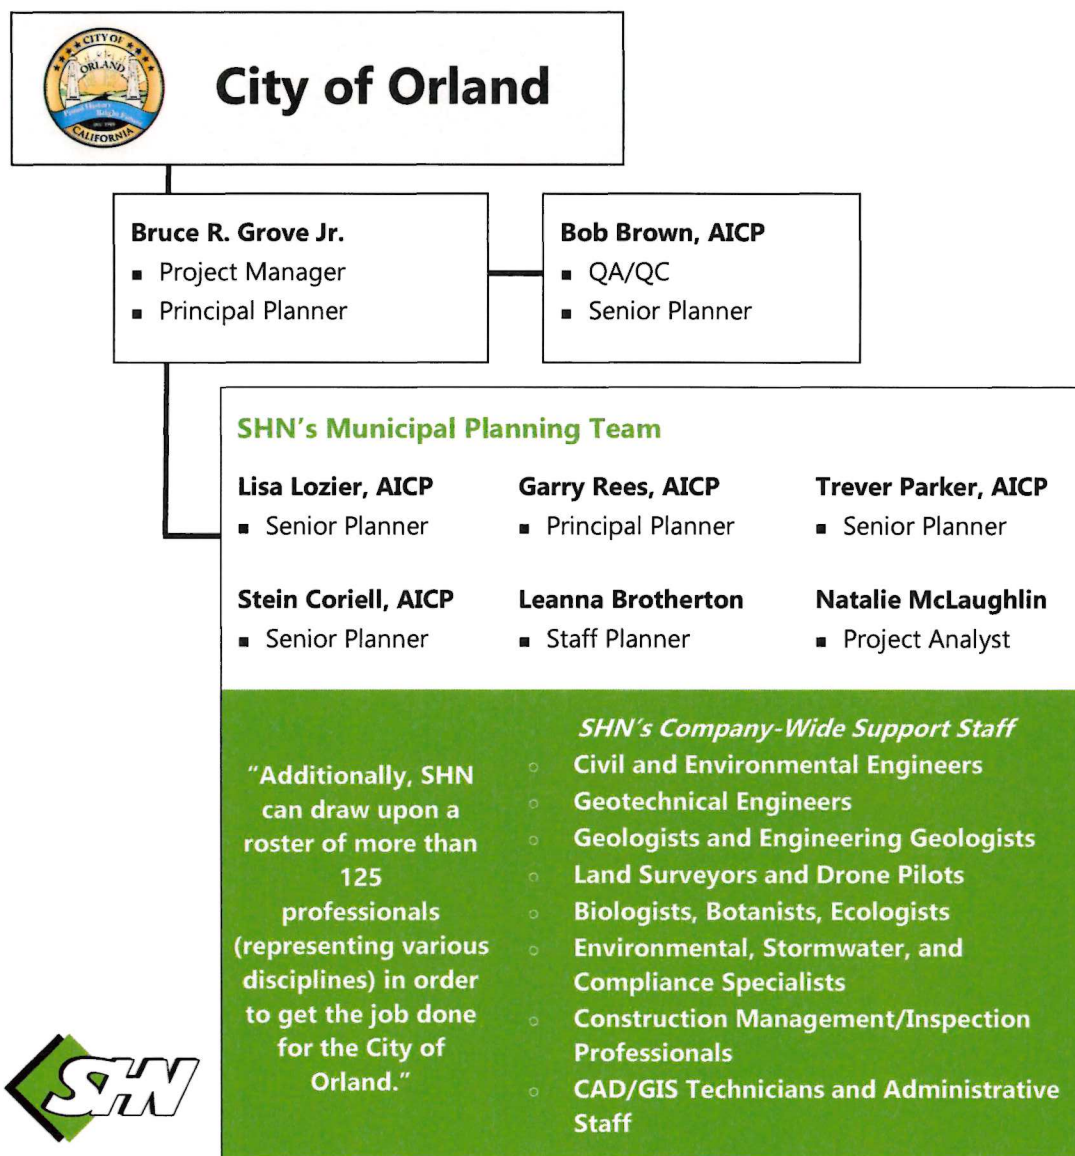 CITY OF
ORLAND
CALIFORNIA
City of Orland
Bruce R. Grove Jr.
▪ Project Manager
▪ Principal Planner
Bob Brown, AICP
▪ QA/QC
▪ Senior Planner
SHN's Municipal Planning Team
Lisa Lozier, AICP
▪ Senior Planner
Garry Rees, AICP
▪ Principal Planner
Trever Parker, AICP
▪ Senior Planner
Stein Coriell, AICP
▪ Senior Planner
Leanna Brotherton
▪ Staff Planner
Natalie McLaughlin
▪ Project Analyst
"Additionally, SHN
can draw upon a
roster of more than
125
professionals
(representing various
disciplines) in order
to get the job done
for the City of
Orland."
SHN's Company-Wide Support Staff
○ Civil and Environmental Engineers
○ Geotechnical Engineers
○ Geologists and Engineering Geologists
○ Land Surveyors and Drone Pilots
○ Biologists, Botanists, Ecologists
○ Environmental, Stormwater, and
Compliance Specialists
○ Construction Management/Inspection
Professionals
○ CAD/GIS Technicians and Administrative
Staff
SHN